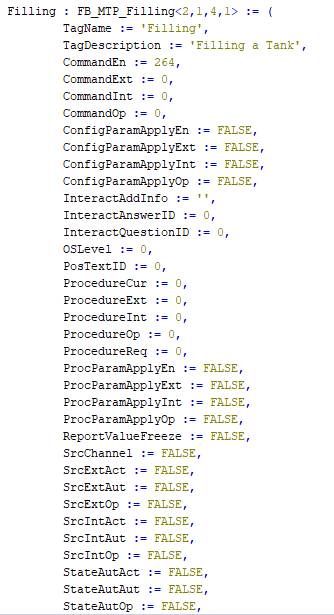 Filling : FB_MTP_Filling<2,1,4,1> := (
TagName := 'Filling',
TagDescription := 'Filling a Tank',
CommandEn := 264,
CommandExt := 0,
CommandInt := 0,
CommandOp := 0,
ConfigParamApplyEn := FALSE,
ConfigParamApplyExt := FALSE,
ConfigParamApplyInt := FALSE,
ConfigParamApplyOp := FALSE,
InteractAddInfo := '',
InteractAnswerID := 0,
InteractQuestionID := 0,
OSLevel := 0,
PosTextID := 0,
ProcedureCur := 0,
ProcedureExt := 0,
ProcedureInt := 0,
ProcedureOp := 0,
ProcedureReq := 0,
ProcParamApplyEn := FALSE,
ProcParamApplyExt := FALSE,
ProcParamApplyInt := FALSE,
ProcParamApplyOp := FALSE,
ReportValueFreeze := FALSE,
SrcChannel := FALSE,
SrcExtAct := FALSE,
SrcExtAut := FALSE,
SrcExtOp := FALSE,
SrcIntAct := FALSE,
SrcIntAut := FALSE,
SrcIntOp := FALSE,
StateAutAct := FALSE,
StateAutAut := FALSE,
StateAutOp := FALSE,